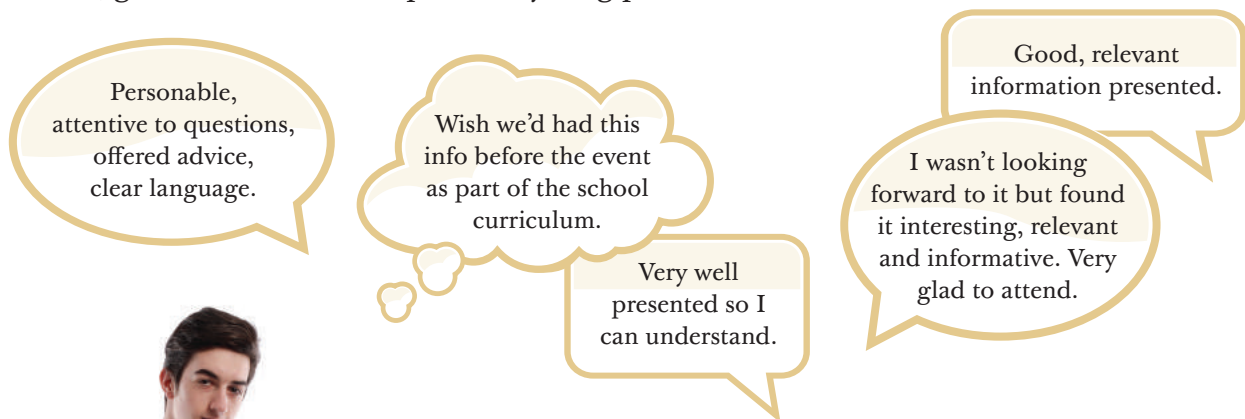 Personable,
attentive to questions,
offered advice,
clear language.
Wish we’d had this
info before the event
as part of the school
curriculum.
Very well
presented so I
can understand.
Good, relevant
information presented.
I wasn’t looking
forward to it but found
it interesting, relevant
and informative. Very
glad to attend.